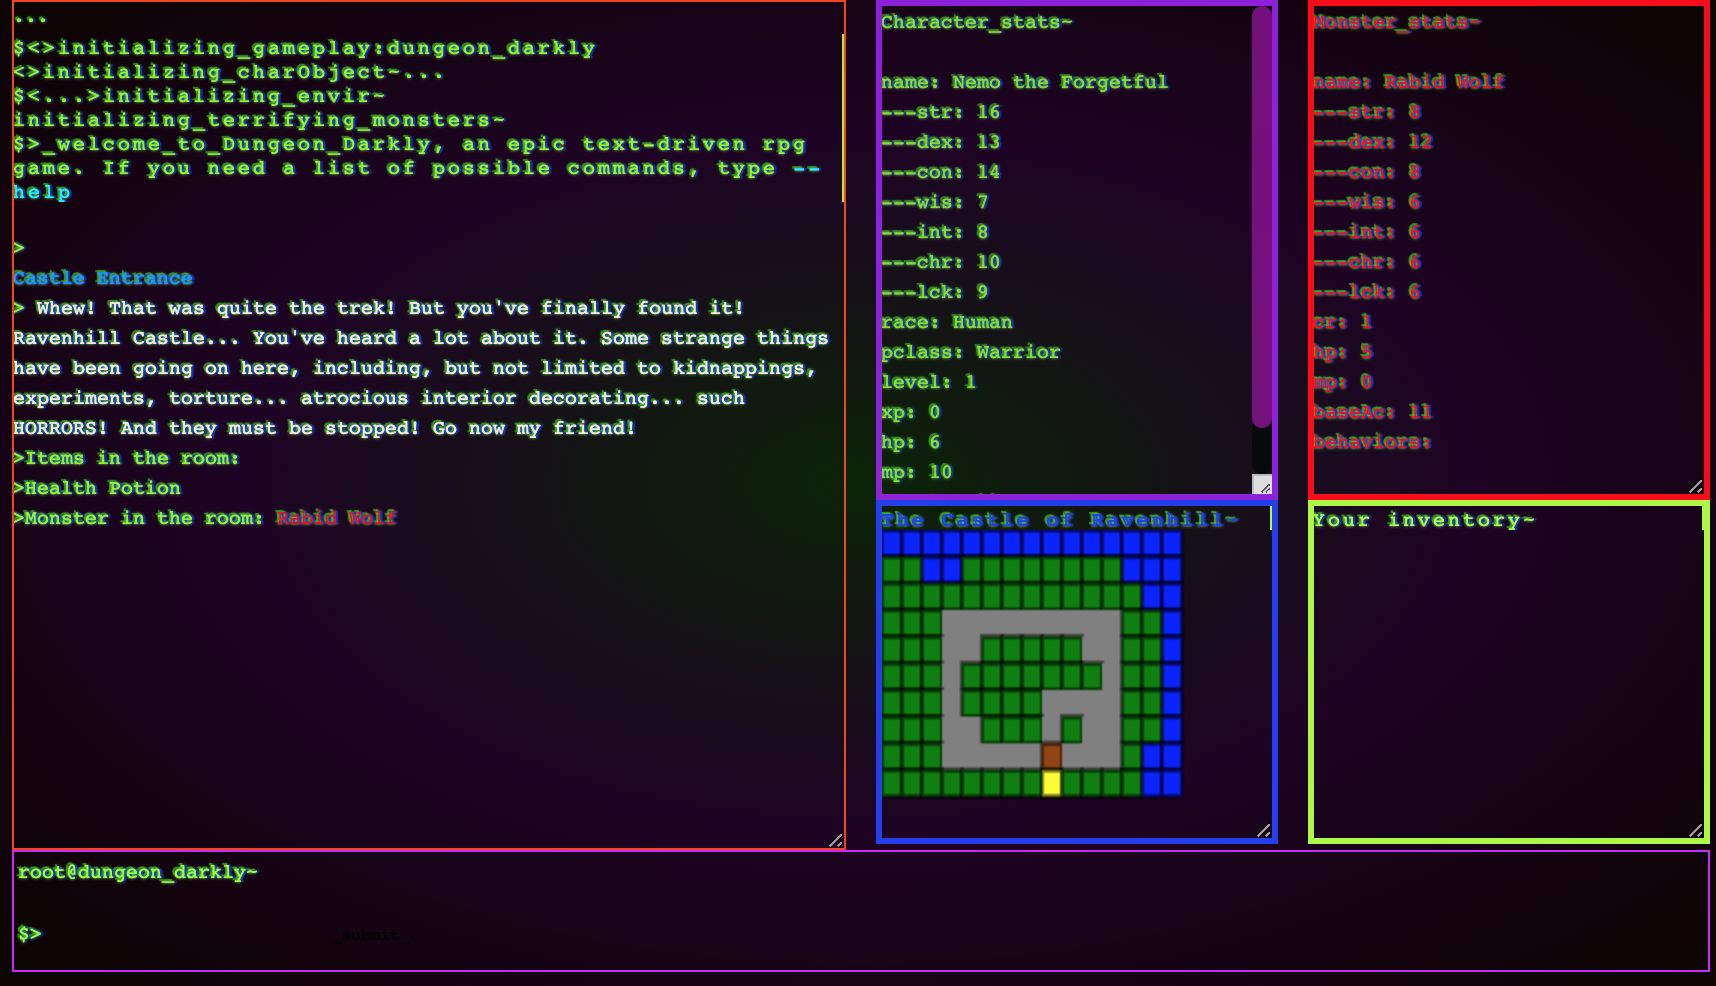 ...
$<>initializing_gameplay:dungeon_darkly
<>initializing_charObject~...
$<...>initializing_envir~
initializing_terrifying_monsters~
$>_welcome_to_Dungeon_Darkly, an epic text-driven rpg
game. If you need a list of possible commands, type --
help
>
Castle Entrance
> Whew! That was quite the trek! But you've finally found it!
Ravenhill Castle... You've heard a lot about it. Some strange things
have been going on here, including, but not limited to kidnappings,
experiments, torture... atrocious interior decorating... such
HORRORS! And they must be stopped! Go now my friend!
>Items in the room:
>Health Potion
>Monster in the room: Rabid Wolf
Character_stats~
name: Nemo the Forgetful
---str: 16
---dex: 13
---con: 14
---wis: 7
---int: 8
---chr: 10
---lck: 9
race: Human
pclass: Warrior
level: 1
xp: 0
hp: 6
mp: 10
Monster_stats~
name: Rabid Wolf
---str: 8
---dex: 12
---con: 8
---wis: 6
---int: 6
---chr: 6
---lck: 6
cr: 1
hp: 5
mp: 0
baseAc: 11
behaviors:
The Castle of Ravenhill~
Your inventory~
root@dungeon_darkly~
$>
_submit_